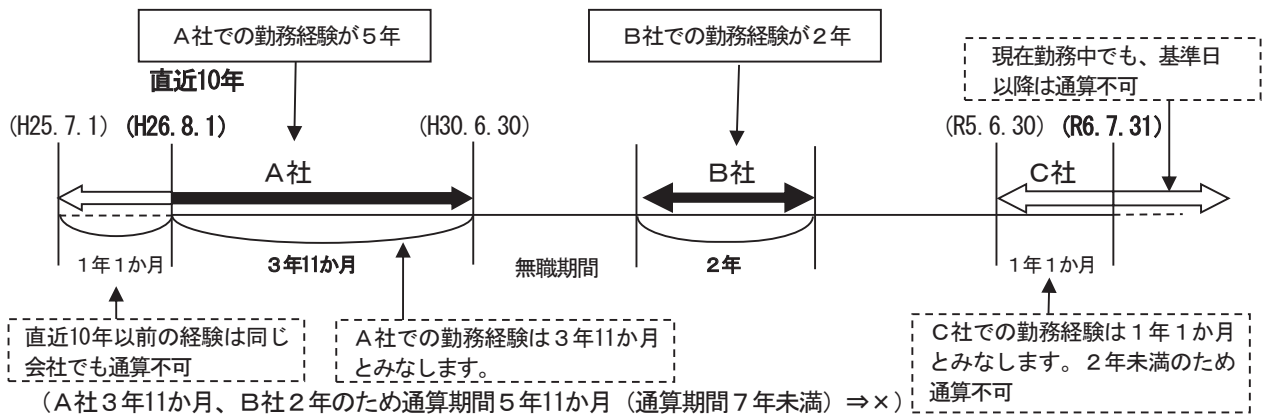 A社での勤務経験が5年
B社での勤務経験が2年
現在勤務中でも、基準日
以降は通算不可
直近10年
(H25.7.1) (H26.8.1) (H30.6.30) (R5.6.30) (R6.7.31)
A社 B社 C社
1年1か月 3年11か月 無職期間 2年 1年1か月
直近10年以前の経験は同じ
会社でも通算不可
A社での勤務経験は3年11か月
とみなします。
C社での勤務経験は1年1か月
とみなします。2年未満のため
通算不可
(A社3年11か月、B社2年のため通算期間5年11か月(通算期間7年未満)⇒×)